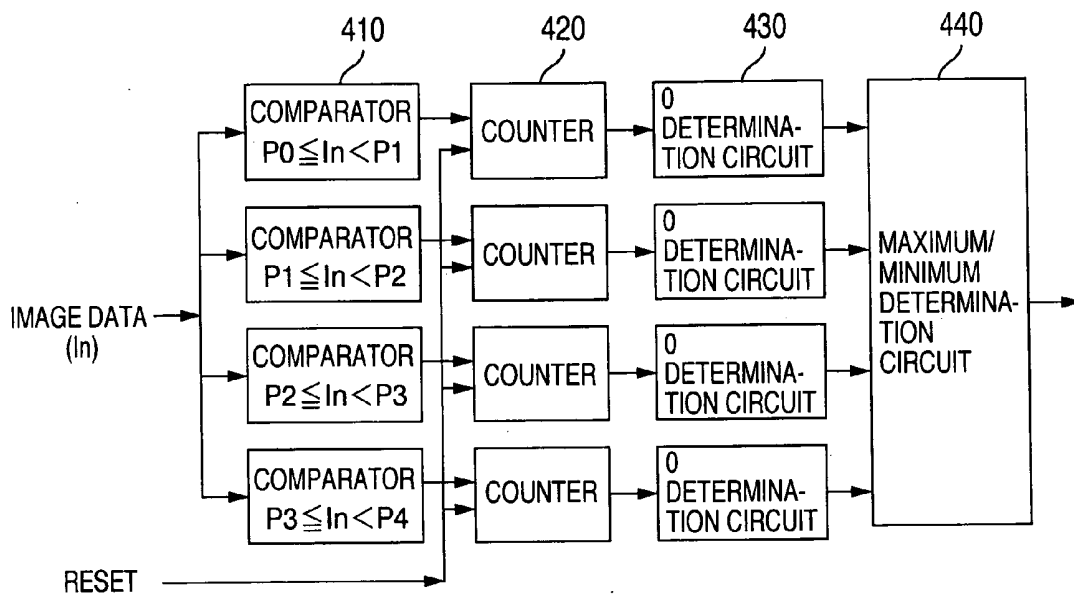 410
420
430
440
COMPARATOR
P0≦In<P1
COUNTER
0
DETERMINA-
TION CIRCUIT
COMPARATOR
P1≦In<P2
COUNTER
0
DETERMINA-
TION CIRCUIT
MAXIMUM/
MINIMUM
DETERMINA-
TION
CIRCUIT
IMAGE DATA
(In)
COMPARATOR
P2≦In<P3
COUNTER
0
DETERMINA-
TION CIRCUIT
COMPARATOR
P3≦In<P4
COUNTER
0
DETERMINA-
TION CIRCUIT
RESET